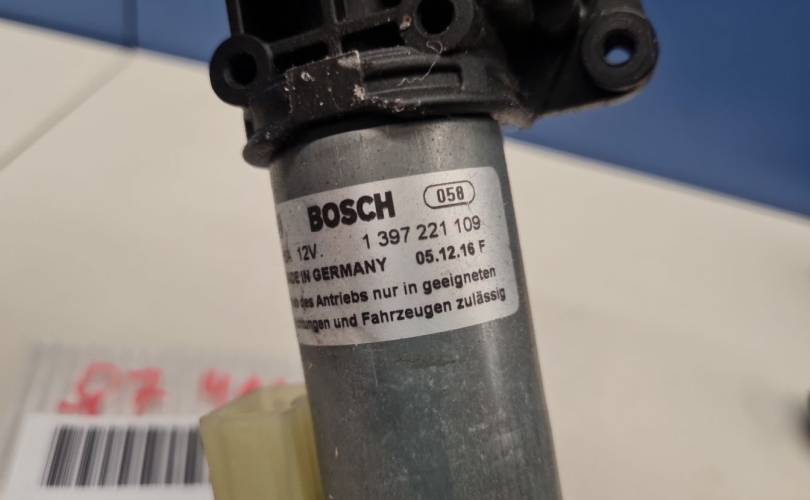 BOSCH 058
12V. 1 397 221 109
IN GERMANY 05.12.16 F
des Antriebs nur in geeigneten
und Fahrzeugen zulässig